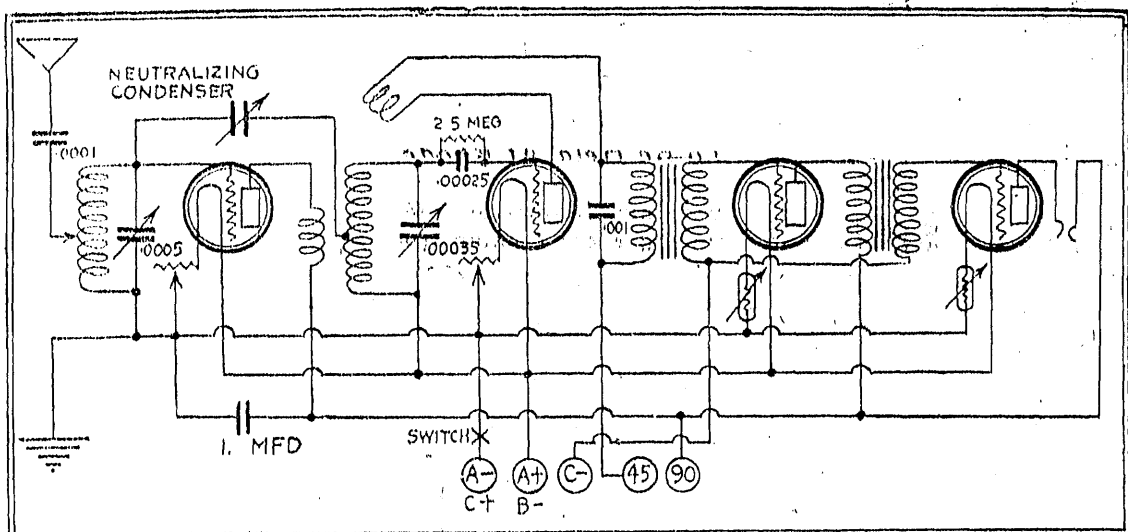 NEUTRALIZING
CONDENSER
.0001
2.5 MEG
.00025
.0005
.00035
.001
1. MFD
SWITCH
A-
A+
C-
45
90
C+
B-